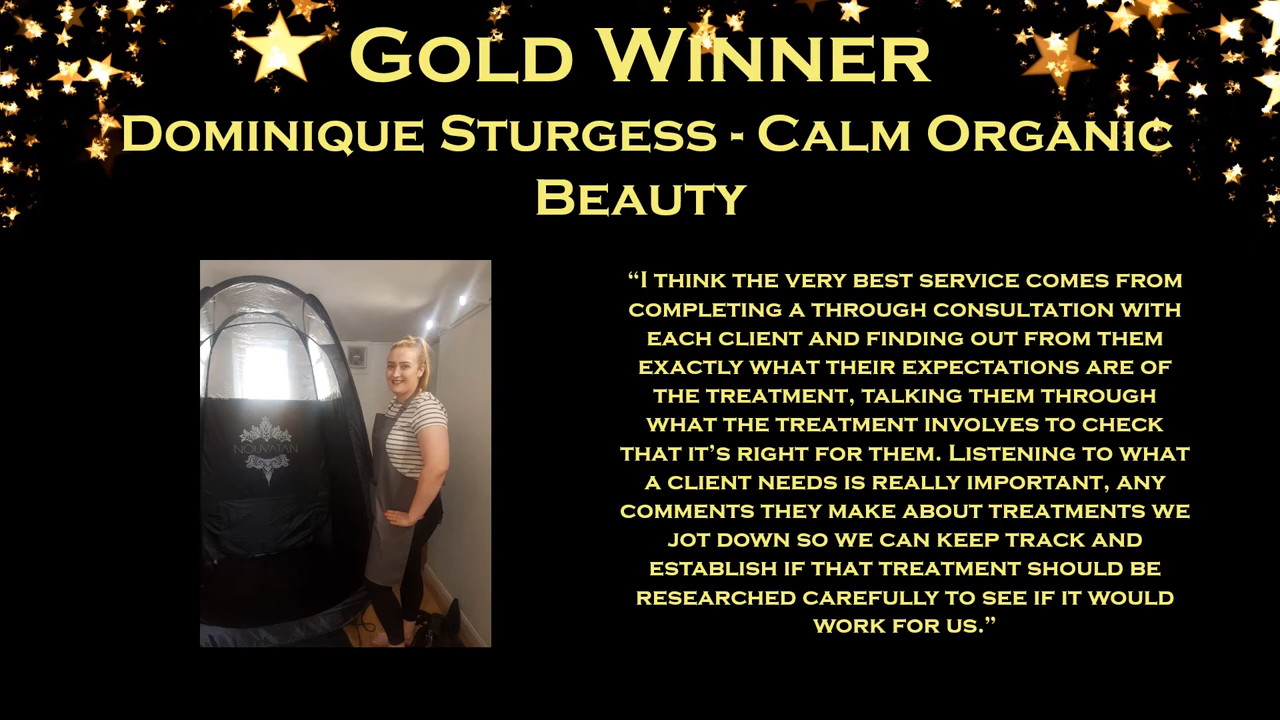 Gold Winner
Dominique Sturgess - Calm Organic
Beauty
“I think the very best service comes from
completing a through consultation with
each client and finding out from them
exactly what their expectations are of
the treatment, talking them through
what the treatment involves to check
that it’s right for them. Listening to what
a client needs is really important, any
comments they make about treatments we
jot down so we can keep track and
establish if that treatment should be
researched carefully to see if it would
work for us.”
NOUVATAN